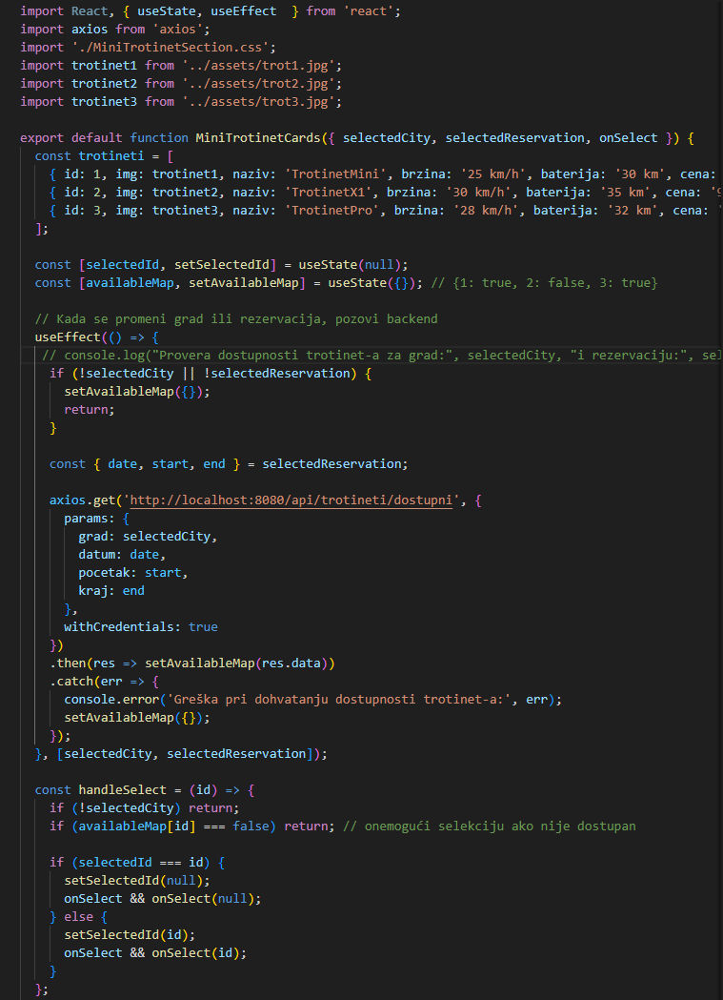 import React, { useState, useEffect  } from 'react';
import axios from 'axios';
import './MiniTrotinetSection.css';
import trotinet1 from '../assets/trot1.jpg';
import trotinet2 from '../assets/trot2.jpg';
import trotinet3 from '../assets/trot3.jpg';

export default function MiniTrotinetCards({ selectedCity, selectedReservation, onSelect }) {
  const trotineti = [
    { id: 1, img: trotinet1, naziv: 'TrotinetMini', brzina: '25 km/h', baterija: '30 km', cena:
    { id: 2, img: trotinet2, naziv: 'TrotinetX1', brzina: '30 km/h', baterija: '35 km', cena: '
    { id: 3, img: trotinet3, naziv: 'TrotinetPro', brzina: '28 km/h', baterija: '32 km', cena: '
  ];

  const [selectedId, setSelectedId] = useState(null);
  const [availableMap, setAvailableMap] = useState({}); // {1: true, 2: false, 3: true}

  // Kada se promeni grad ili rezervacija, pozovi backend
  useEffect(() => {
   // console.log("Provera dostupnosti trotinet-a za grad:", selectedCity, "i rezervaciju:", sel
    if (!selectedCity || !selectedReservation) {
      setAvailableMap({});
      return;
    }

    const { date, start, end } = selectedReservation;

    axios.get('http://localhost:8080/api/trotineti/dostupni', {
      params: {
        grad: selectedCity,
        datum: date,
        pocetak: start,
        kraj: end
      },
      withCredentials: true
    })
    .then(res => setAvailableMap(res.data))
    .catch(err => {
      console.error('Greška pri dohvatanju dostupnosti trotinet-a:', err);
      setAvailableMap({});
    });
  }, [selectedCity, selectedReservation]);

  const handleSelect = (id) => {
    if (!selectedCity) return;
    if (availableMap[id] === false) return; // onemogući selekciju ako nije dostupan

    if (selectedId === id) {
      setSelectedId(null);
      onSelect && onSelect(null);
    } else {
      setSelectedId(id);
      onSelect && onSelect(id);
    }
  };